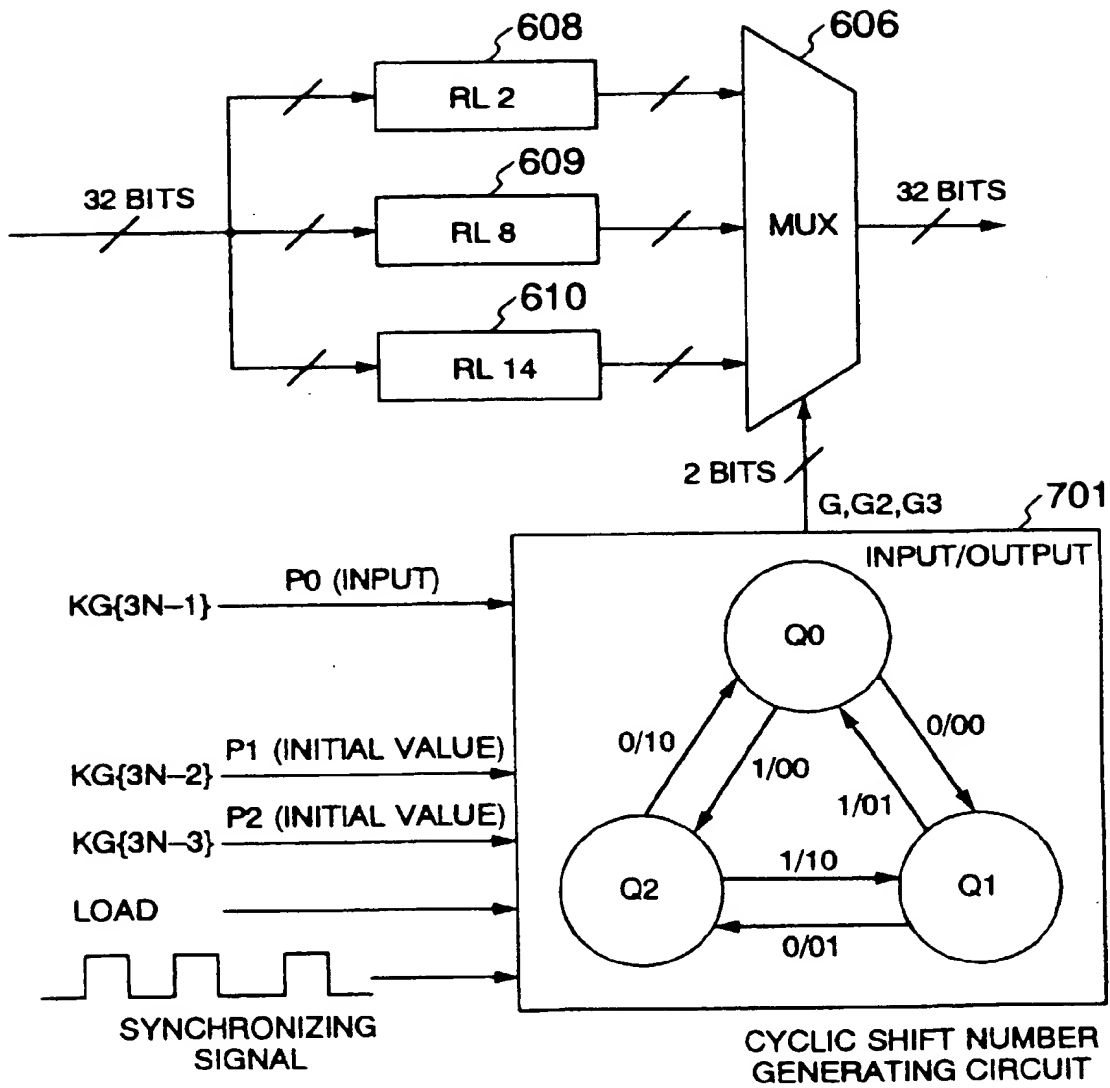 608
606
RL 2
609
32 BITS
RL 8
MUX
32 BITS
610
RL 14
2 BITS
G,G2,G3
701
INPUT/OUTPUT
KG{3N-1}
P0 (INPUT)
Q0
0/10
0/00
1/00
1/01
KG{3N-2}
P1 (INITIAL VALUE)
KG{3N-3}
P2 (INITIAL VALUE)
Q2
1/10
Q1
LOAD
0/01
SYNCHRONIZING
SIGNAL
CYCLIC SHIFT NUMBER
GENERATING CIRCUIT